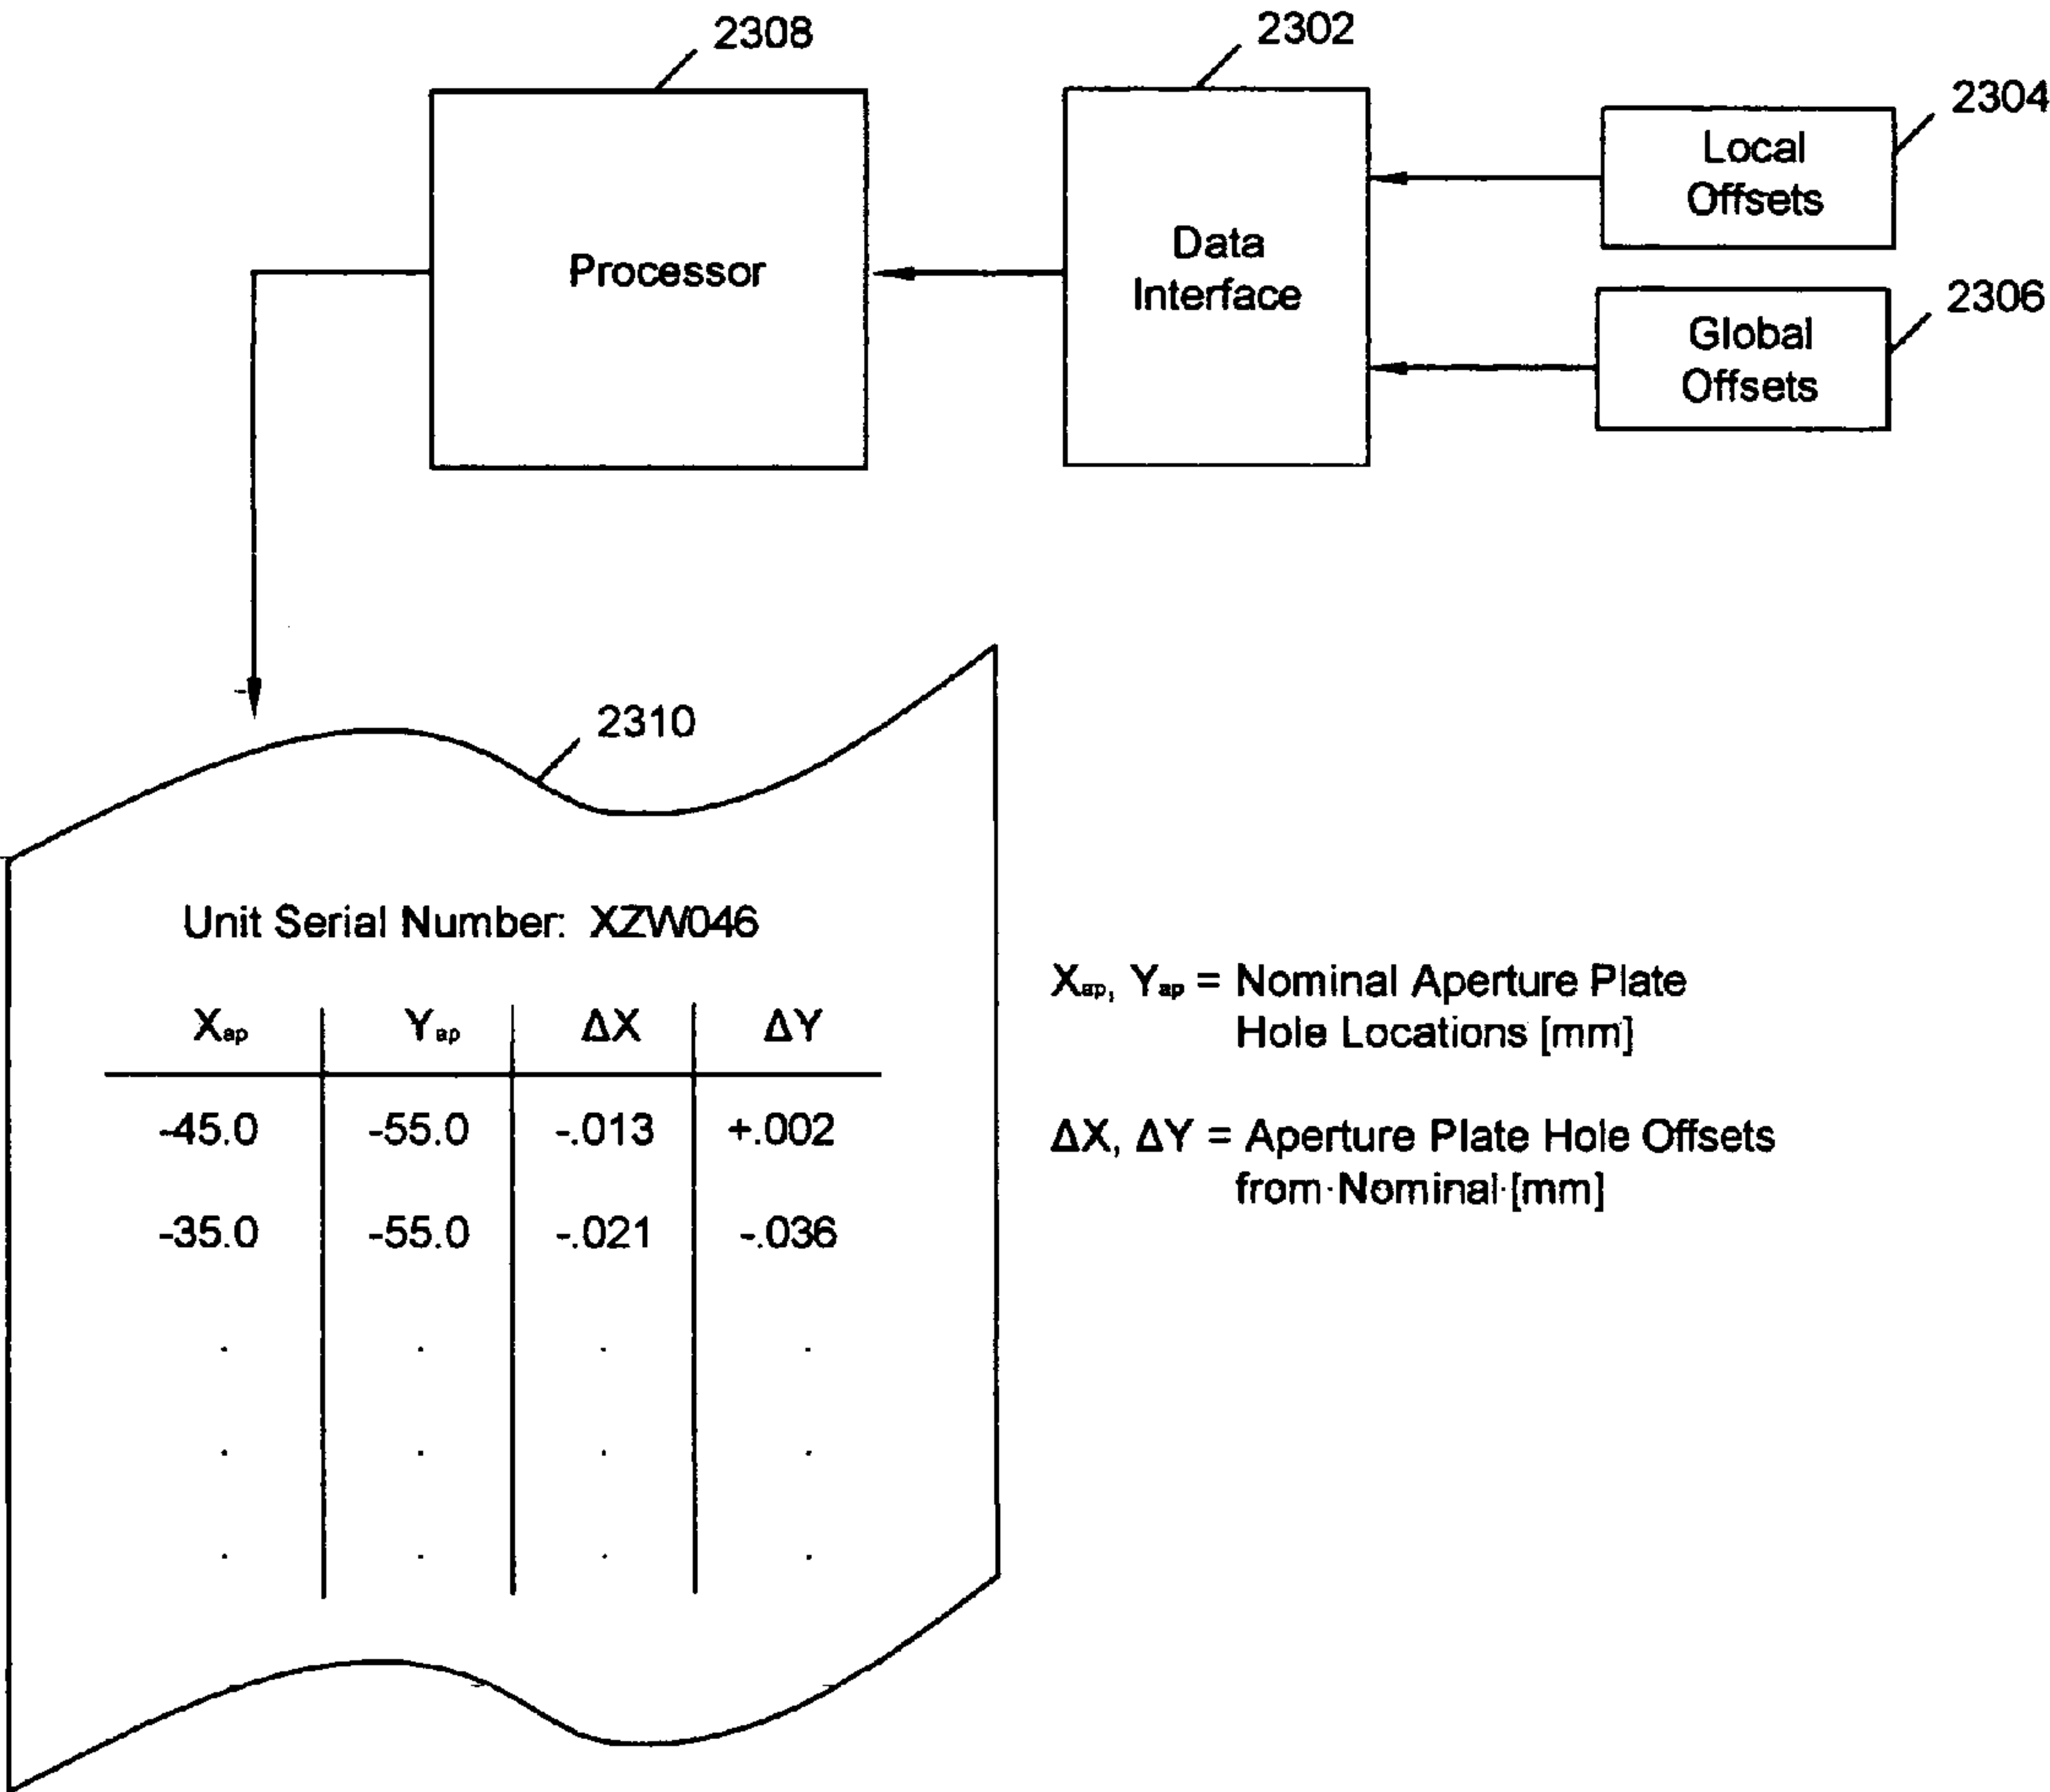 2308
2302
2304
Local
Offsets
Processor
Data
Interface
2306
Global
Offsets
2310
Unit Serial Number: XZW046
Xap Yap ΔX ΔY
-45.0 -55.0 -.013 +.002
-35.0 -55.0 -.021 -.036
. . . .
. . . .
. . . .
Xap, Yap = Nominal Aperture Plate
Hole Locations [mm]
ΔX, ΔY = Aperture Plate Hole Offsets
from Nominal [mm]